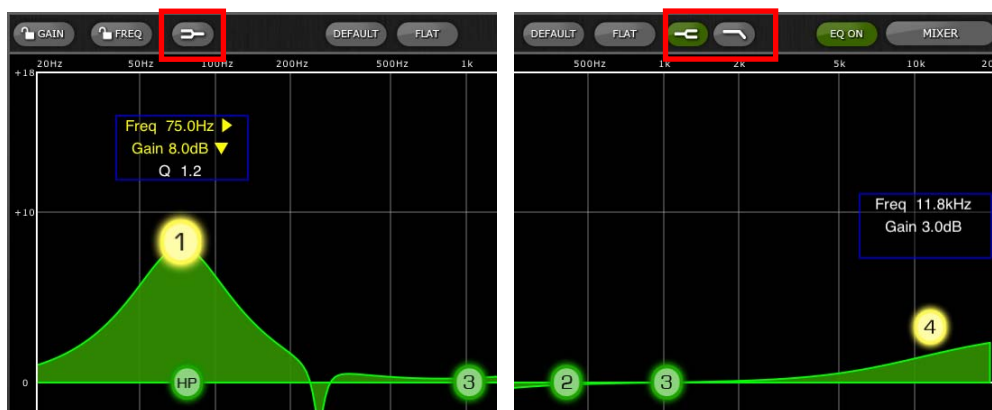 GAIN FREQ DEFAULT FLAT
20Hz 50Hz 100Hz 200Hz 500Hz 1k
+18
Freq 75.0Hz
Gain 8.0dB
Q 1.2
+10
1
0 HP 3
DEFAULT FLAT EQ ON MIXER
500Hz 1k 2k 5k 10k 20
Freq 11.8kHz
Gain 3.0dB
4
2 3